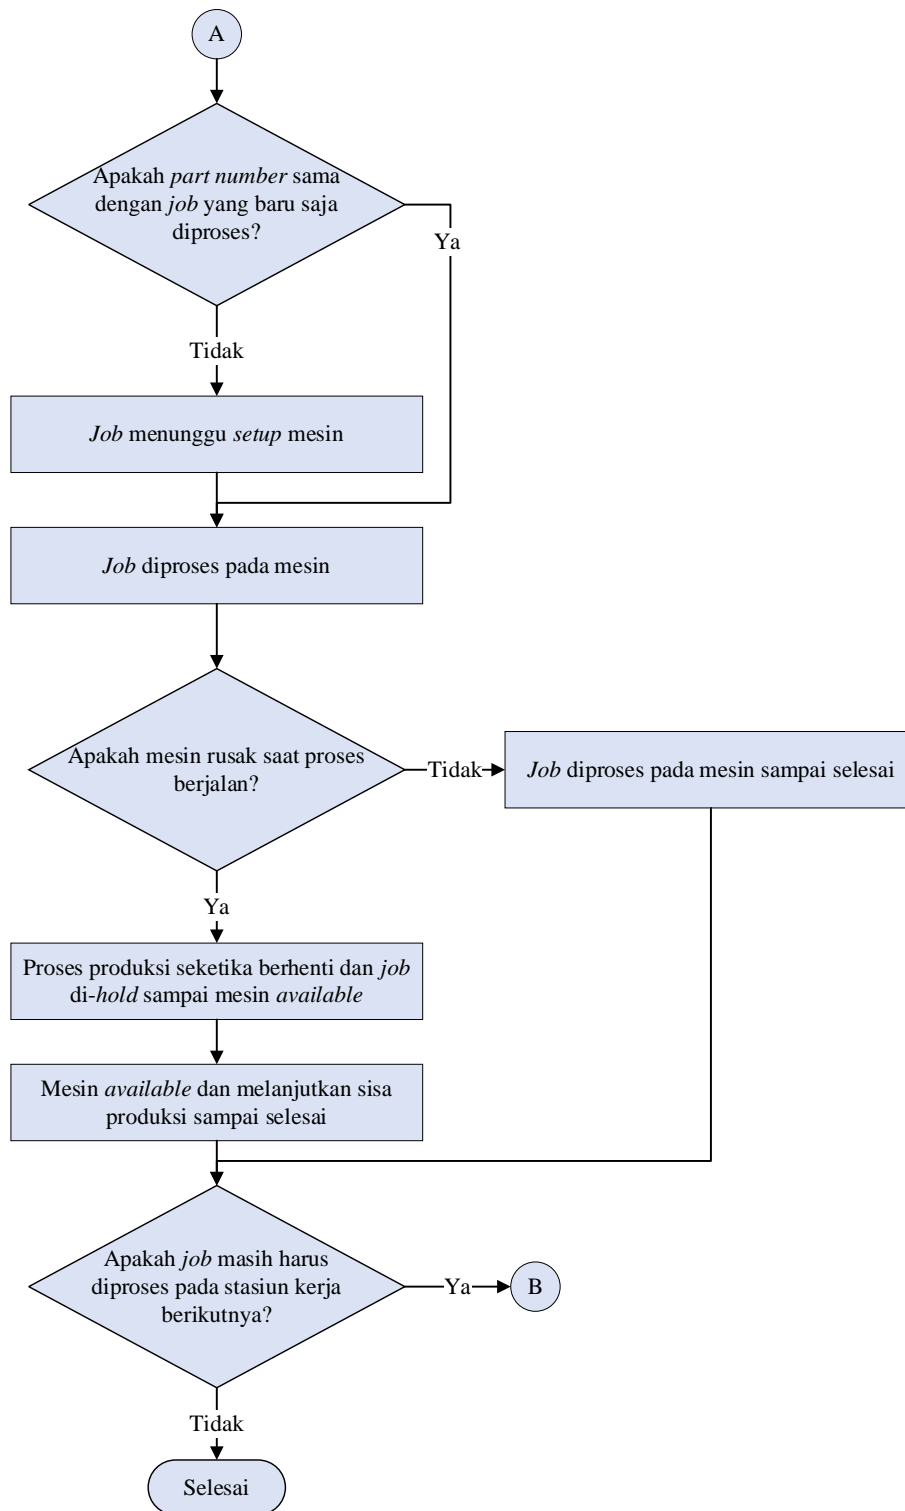 A
Apakah part number sama
dengan job yang baru saja
diproses?
Ya
Tidak
Job menunggu setup mesin
Job diproses pada mesin
Apakah mesin rusak saat proses
berjalan?
Tidak
Job diproses pada mesin sampai selesai
Ya
Proses produksi seketika berhenti dan job
di-hold sampai mesin available
Mesin available dan melanjutkan sisa
produksi sampai selesai
Apakah job masih harus
diproses pada stasiun kerja
berikutnya?
Ya
B
Tidak
Selesai